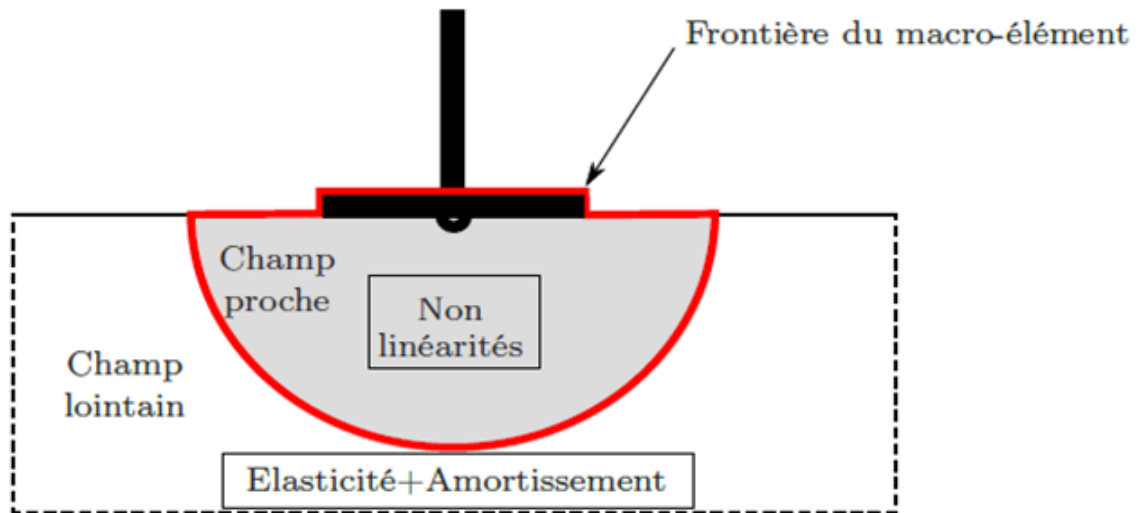 Frontière du macro-élément
Champ
proche
Non
linéarités
Champ
lointain
Elasticité+Amortissement